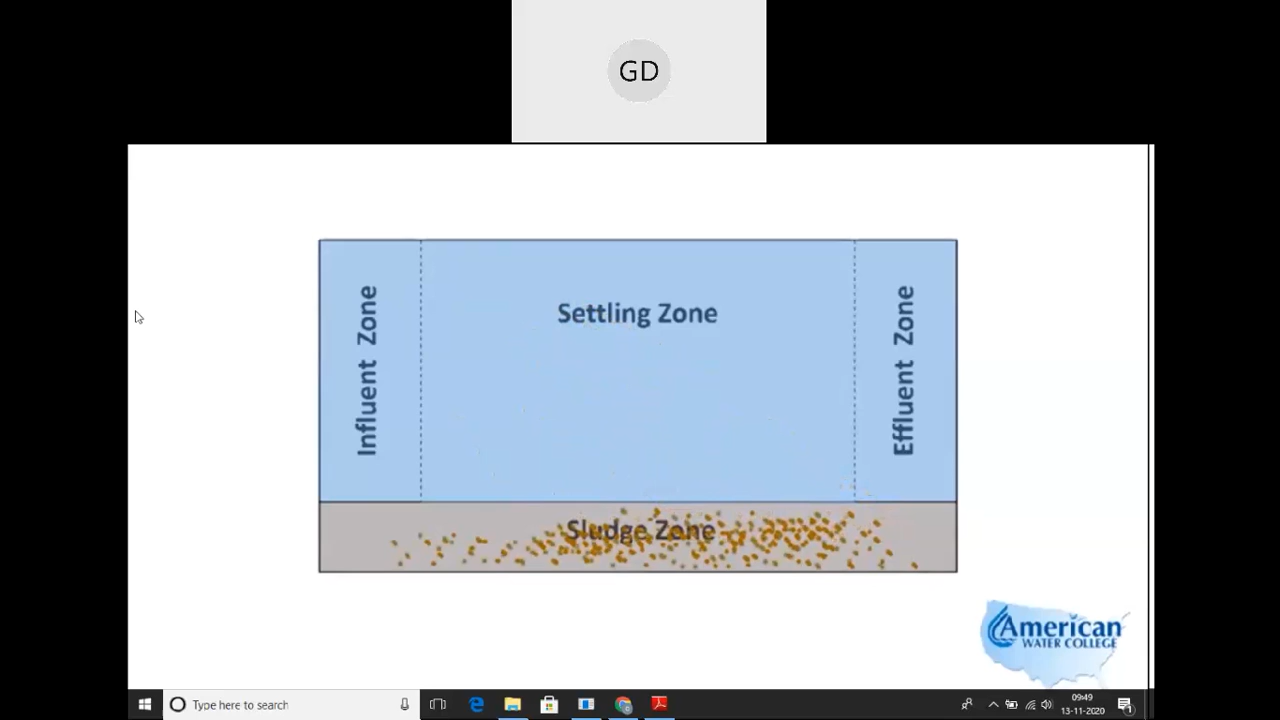 GD
Settling Zone
Influent Zone
Effluent Zone
Sludge Zone
American
WATER COLLEGE
Type here to search
09:49
13-11-2020
1